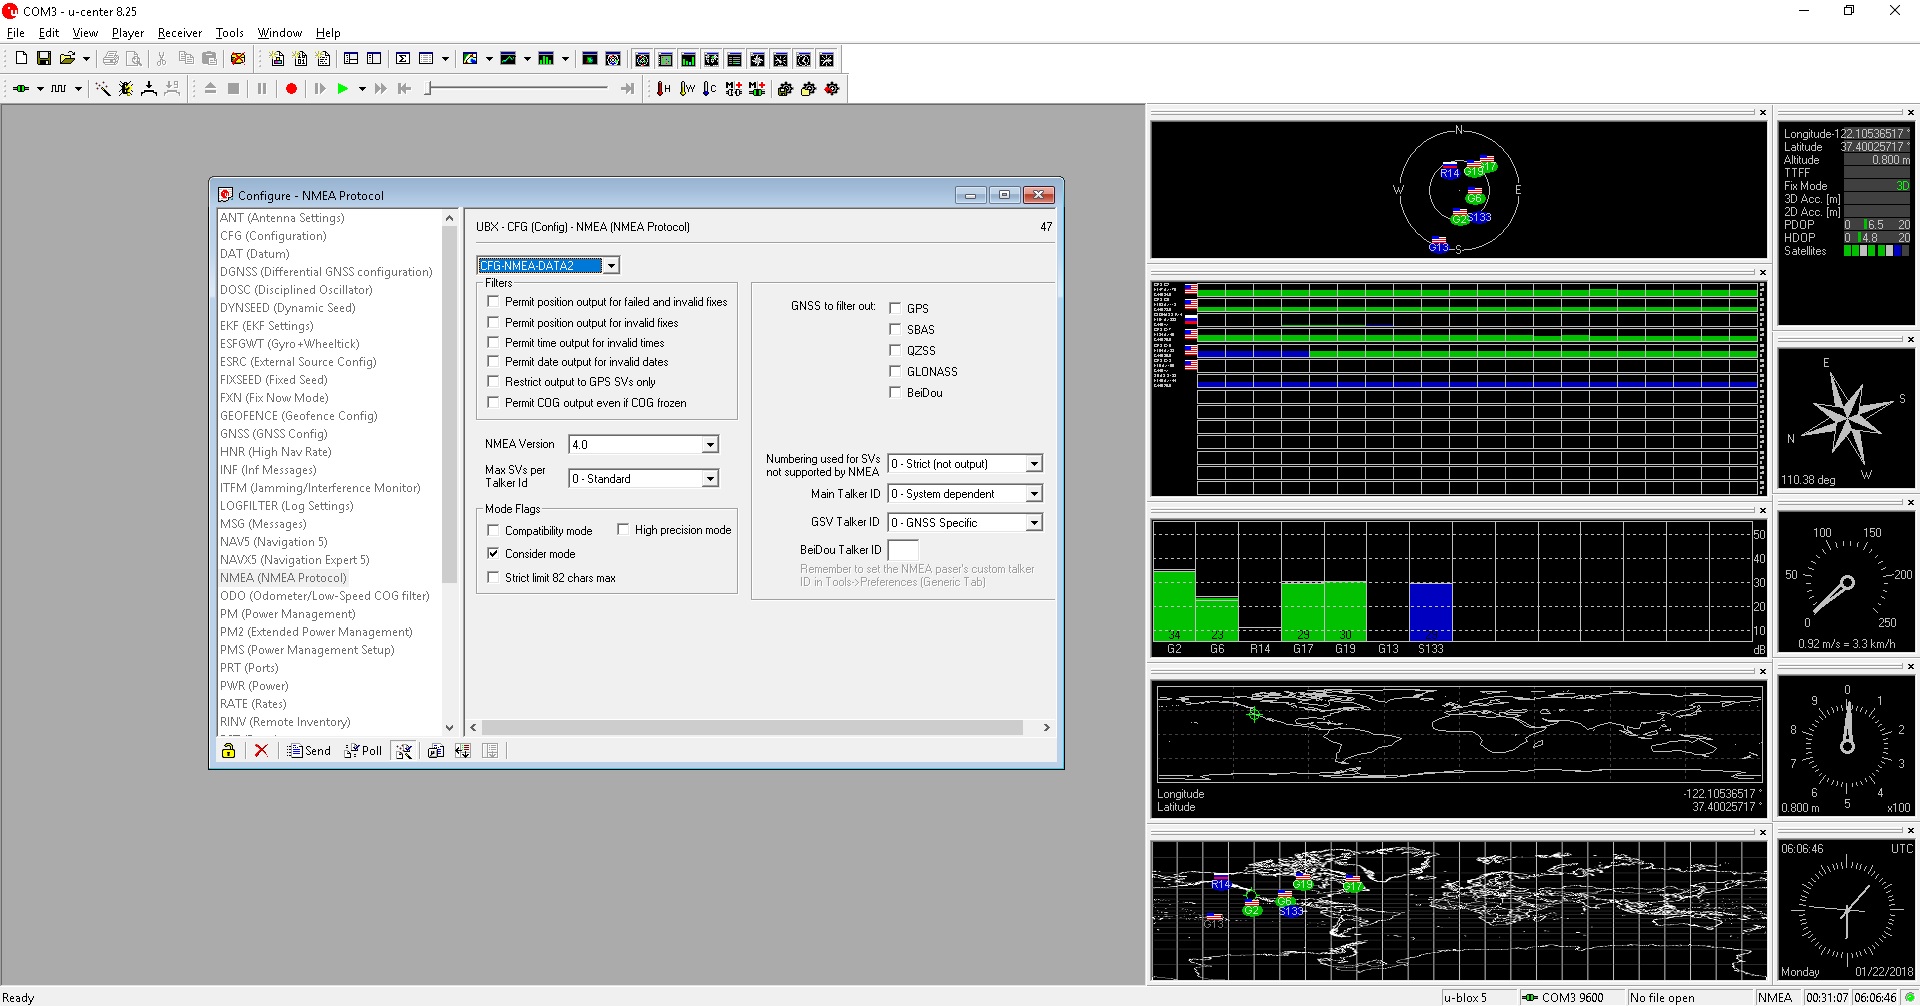 COM3 - u-center 8.25
File Edit View Player Receiver Tools Window Help
Configure - NMEA Protocol
ANT (Antenna Settings)
CFG (Configuration)
DAT (Datum)
DGNSS (Differential GNSS configuration)
DOSC (Disciplined Oscillator)
DYNSEED (Dynamic Seed)
EKF (EKF Settings)
ESFGWT (Gyro+Wheeltick)
ESRC (External Source Config)
FIXSEED (Fixed Seed)
FXN (Fix Now Mode)
GEOFENCE (Geofence Config)
GNSS (GNSS Config)
HNR (High Nav Rate)
INF (Inf Messages)
ITFM (Jamming/Interference Monitor)
LOGFILTER (Log Settings)
MSG (Messages)
NAV5 (Navigation 5)
NAVX5 (Navigation Expert 5)
NMEA (NMEA Protocol)
ODO (Odometer/Low-Speed COG filter)
PM (Power Management)
PM2 (Extended Power Management)
PMS (Power Management Setup)
PRT (Ports)
PWR (Power)
RATE (Rates)
RINV (Remote Inventory)
Send Poll
UBX - CFG (Config) - NMEA (NMEA Protocol) 47
CFG-NMEA-DATA2
Filters
Permit position output for failed and invalid fixes
Permit position output for invalid fixes
Permit time output for invalid times
Permit date output for invalid dates
Restrict output to GPS SVs only
Permit COG output even if COG frozen
NMEA Version 4.0
Max SVs per
Talker Id
0 - Standard
Mode Flags
Compatibility mode High precision mode
Consider mode
Strict limit 82 chars max
GNSS to filter out: GPS
SBAS
QZSS
GLONASS
BeiDou
Numbering used for SVs
not supported by NMEA
0 - Strict (not output)
Main Talker ID 0 - System dependent
GSV Talker ID 0 - GNSS Specific
BeiDou Talker ID
Remember to set the NMEA paser's custom talker
ID in Tools->Preferences (Generic Tab)
N
W E
S
R14 G19 G17
G6
G2 S133
G13
50
40
30
20
10
dB
34 23 29 30
G2 G6 R14 G17 G19 G13 S133
Longitude -122.10536517 °
Latitude 37.40025717 °
R14 G19 G17
G2 G6 S133
G13
Longitude -122.10536517 °
Latitude 37.40025717 °
Altitude 0.800 m
TTFF
Fix Mode 3D
3D Acc. [m]
2D Acc. [m]
PDOP 0 6.5 20
HDOP 0 4.8 20
Satellites
E
S
N
W
110.38 deg
100 150
50 200
0 250
0.92 m/s = 3.3 km/h
0
9 1
8 2
7 3
6 4
5
0.800 m x100
06:06:46 UTC
Monday 01/22/2018
Ready u-blox 5 COM3 9600 No file open NMEA 00:31:07 06:06:46